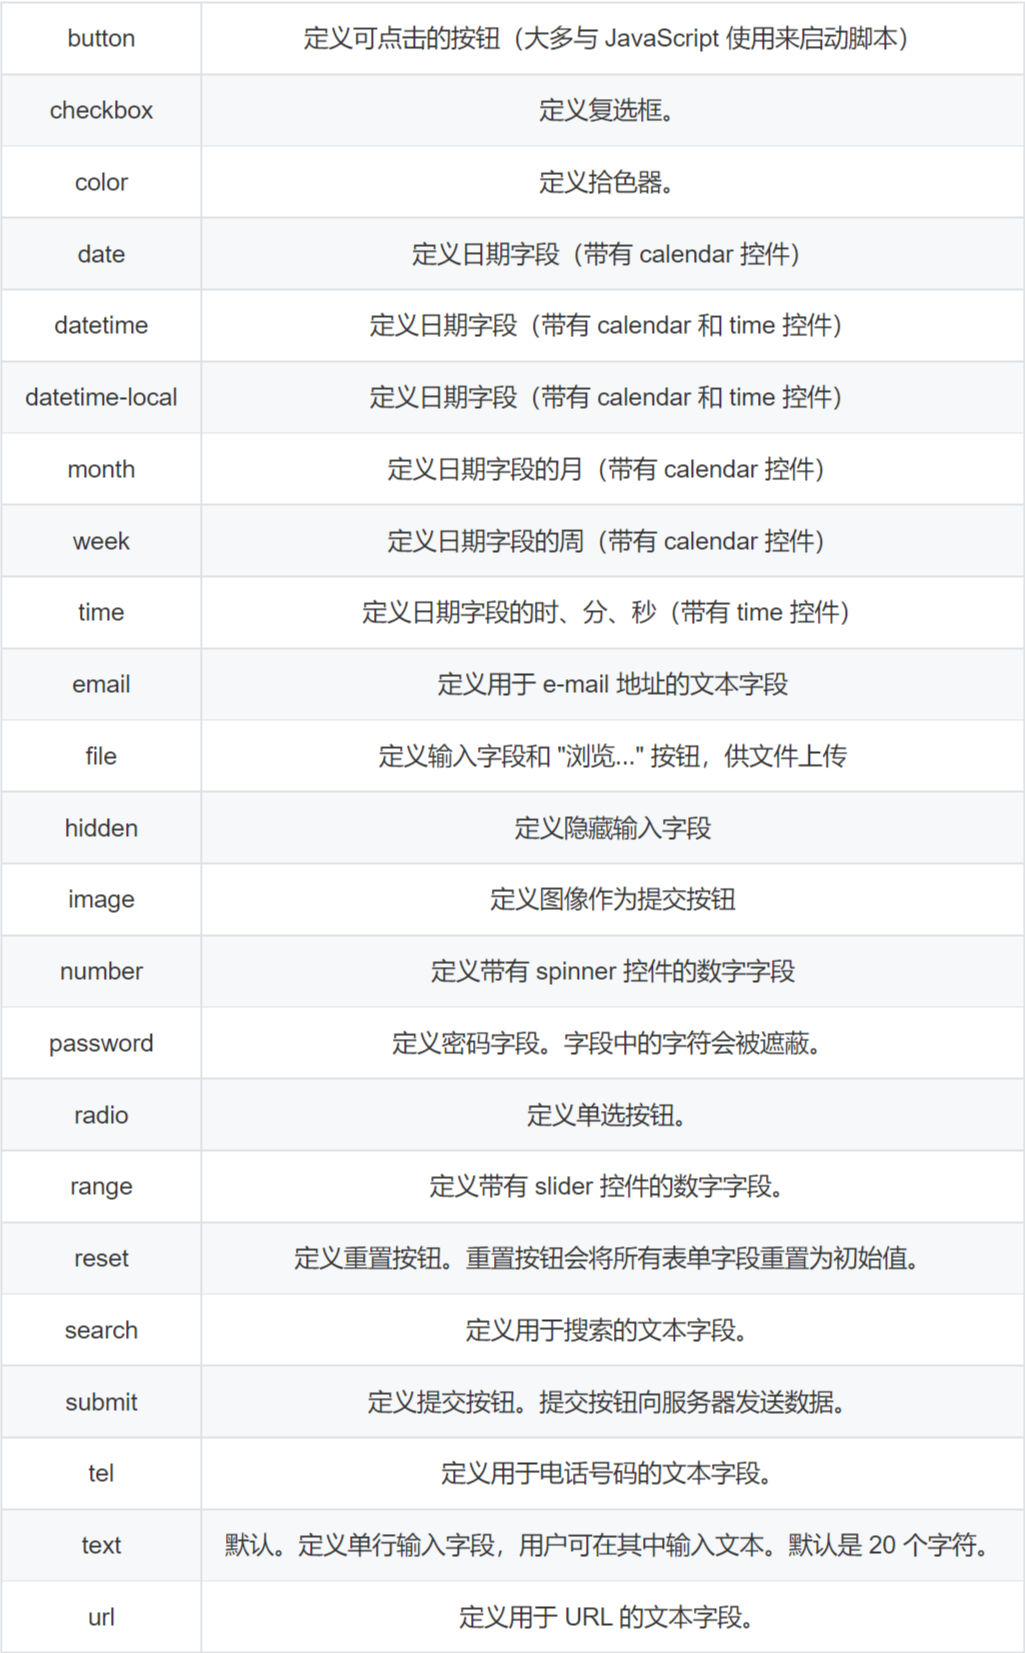 button 定义可点击的按钮（大多与 JavaScript 使用来启动脚本）
checkbox 定义复选框。
color 定义拾色器。
date 定义日期字段（带有 calendar 控件）
datetime 定义日期字段（带有 calendar 和 time 控件）
datetime-local 定义日期字段（带有 calendar 和 time 控件）
month 定义日期字段的月（带有 calendar 控件）
week 定义日期字段的周（带有 calendar 控件）
time 定义日期字段的时、分、秒（带有 time 控件）
email 定义用于 e-mail 地址的文本字段
file 定义输入字段和 "浏览..." 按钮，供文件上传
hidden 定义隐藏输入字段
image 定义图像作为提交按钮
number 定义带有 spinner 控件的数字字段
password 定义密码字段。字段中的字符会被遮蔽。
radio 定义单选按钮。
range 定义带有 slider 控件的数字字段。
reset 定义重置按钮。重置按钮会将所有表单字段重置为初始值。
search 定义用于搜索的文本字段。
submit 定义提交按钮。提交按钮向服务器发送数据。
tel 定义用于电话号码的文本字段。
text 默认。定义单行输入字段，用户可在其中输入文本。默认是 20 个字符。
url 定义用于 URL 的文本字段。